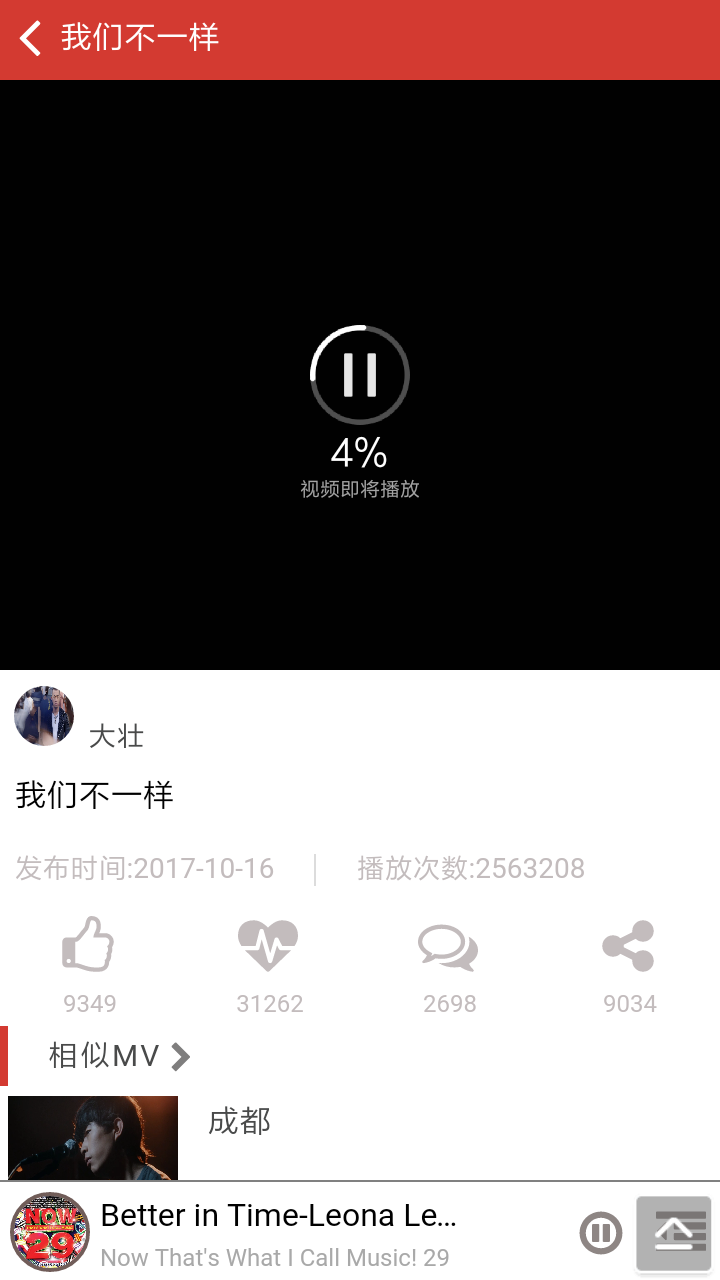 我们不一样
4%
视频即将播放
大壮
我们不一样
发布时间:2017-10-16
播放次数:2563208
9349
31262
2698
9034
相似MV
成都
NOW
29
Better in Time-Leona Le...
Now That's What I Call Music! 29